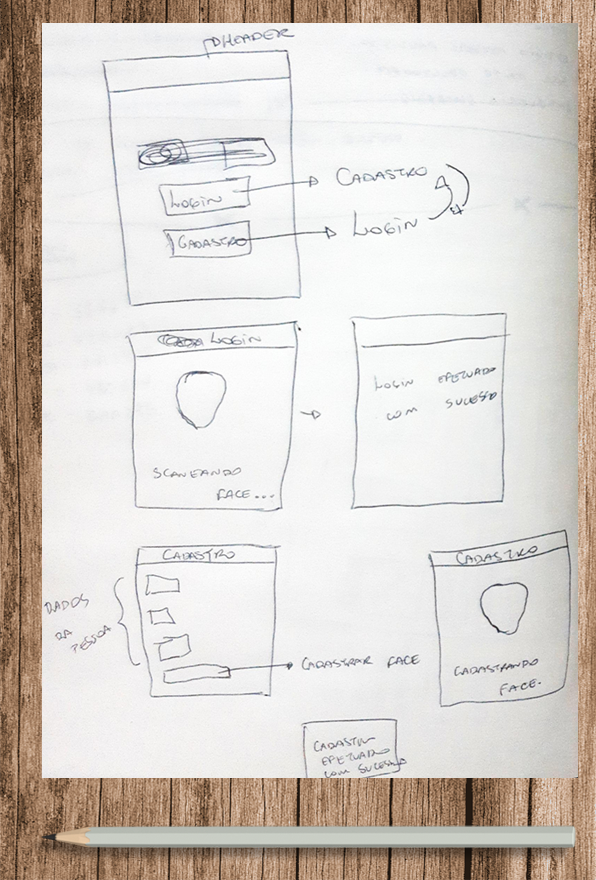 HEADER
LOGIN
CADASTRO
CADASTRO
LOGIN
LOGIN
SCANEANDO
FACE...
LOGIN EFETUADO
COM SUCESSO
CADASTRO
DADOS
DA
PESSOA
CADASTRAR FACE
CADASTRO
CADASTRANDO
FACE.
CADASTRO
EFETUADO
COM SUCESSO